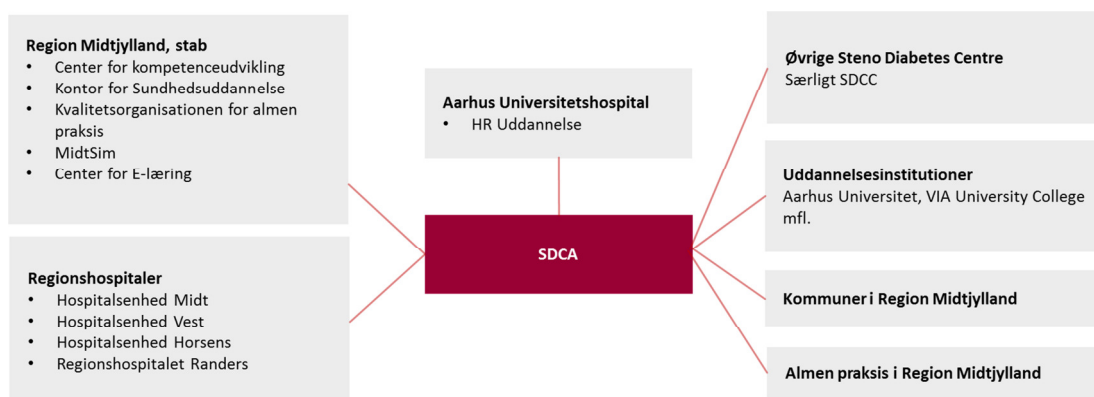 Region Midtjylland, stab
• Center for kompetenceudvikling
• Kontor for Sundhedsuddannelse
• Kvalitetsorganisationen for almen
praksis
• MidtSim
• Center for E-læring
Regionshospitaler
• Hospitalsenhed Midt
• Hospitalsenhed Vest
• Hospitalsenhed Horsens
• Regionshospitalet Randers
Aarhus Universitetshospital
• HR Uddannelse
SDCA
Øvrige Steno Diabetes Centre
Særligt SDCC
Uddannelsesinstitutioner
Aarhus Universitet, VIA University College
mfl.
Kommuner i Region Midtjylland
Almen praksis i Region Midtjylland